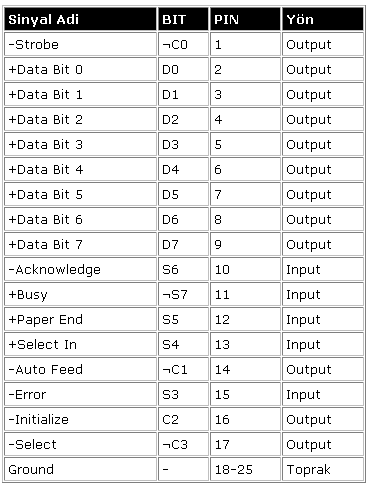 Sinyal Adi BIT PIN Yön
-Strobe ¬C0 1 Output
+Data Bit 0 D0 2 Output
+Data Bit 1 D1 3 Output
+Data Bit 2 D2 4 Output
+Data Bit 3 D3 5 Output
+Data Bit 4 D4 6 Output
+Data Bit 5 D5 7 Output
+Data Bit 6 D6 8 Output
+Data Bit 7 D7 9 Output
-Acknowledge S6 10 Input
+Busy ¬S7 11 Input
+Paper End S5 12 Input
+Select In S4 13 Input
-Auto Feed ¬C1 14 Output
-Error S3 15 Input
-Initialize C2 16 Output
-Select ¬C3 17 Output
Ground - 18-25 Toprak